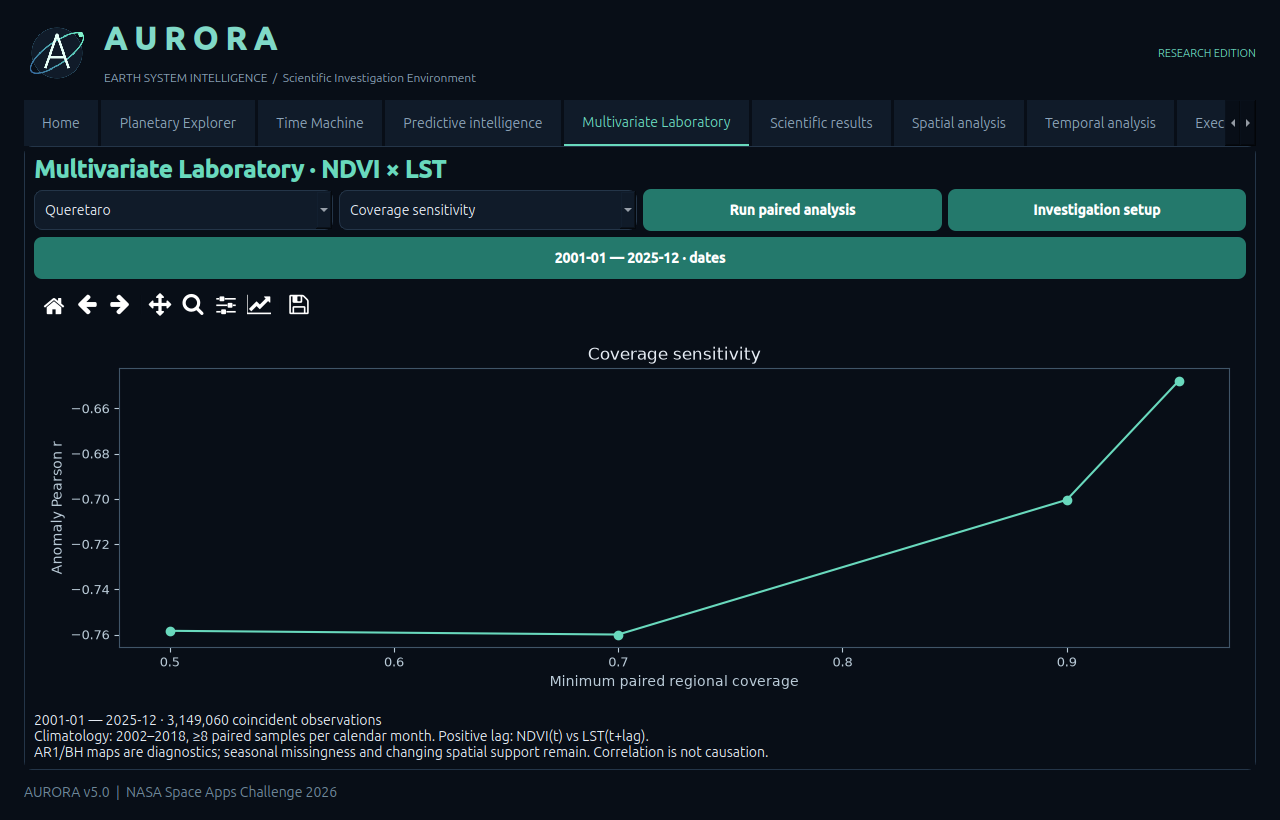 A
AURORA
EARTH SYSTEM INTELLIGENCE / Scientific Investigation Environment
RESEARCH EDITION
Home Planetary Explorer Time Machine Predictive intelligence Multivariate Laboratory Scientific results Spatial analysis Temporal analysis Exec
Multivariate Laboratory · NDVI × LST
Queretaro Coverage sensitivity Run paired analysis Investigation setup
2001-01 — 2025-12 · dates
Coverage sensitivity
Anomaly Pearson r
−0.66
−0.68
−0.70
−0.72
−0.74
−0.76
0.5 0.6 0.7 0.8 0.9
Minimum paired regional coverage
2001-01 — 2025-12 · 3,149,060 coincident observations
Climatology: 2002–2018, ≥8 paired samples per calendar month. Positive lag: NDVI(t) vs LST(t+lag).
AR1/BH maps are diagnostics; seasonal missingness and changing spatial support remain. Correlation is not causation.
AURORA v5.0 | NASA Space Apps Challenge 2026